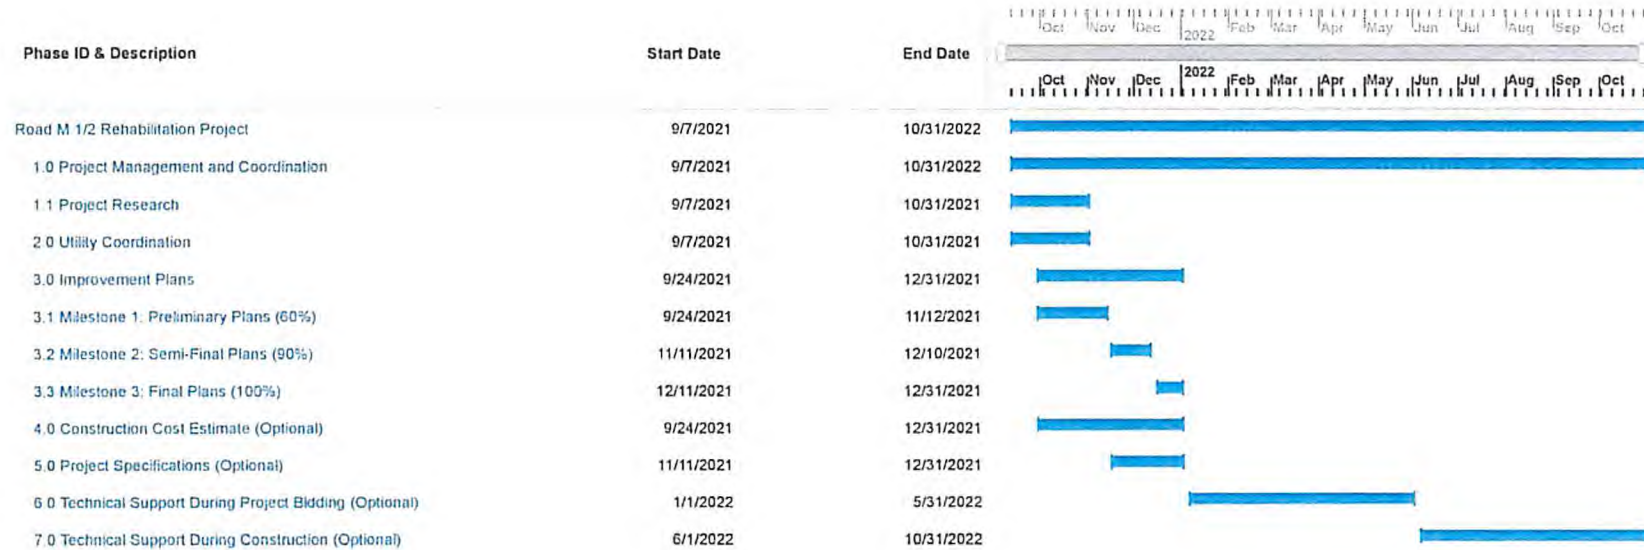 Oct Nov Dec 2022 Feb Mar Apr May Jun Jul Aug Sep Oct
Phase ID & Description Start Date End Date
Oct Nov Dec 2022 Feb Mar Apr May Jun Jul Aug Sep Oct
Road M 1/2 Rehabilitation Project 9/7/2021 10/31/2022
1.0 Project Management and Coordination 9/7/2021 10/31/2022
1.1 Project Research 9/7/2021 10/31/2021
2.0 Utility Coordination 9/7/2021 10/31/2021
3.0 Improvement Plans 9/24/2021 12/31/2021
3.1 Milestone 1: Preliminary Plans (60%) 9/24/2021 11/12/2021
3.2 Milestone 2: Semi-Final Plans (90%) 11/11/2021 12/10/2021
3.3 Milestone 3: Final Plans (100%) 12/11/2021 12/31/2021
4.0 Construction Cost Estimate (Optional) 9/24/2021 12/31/2021
5.0 Project Specifications (Optional) 11/11/2021 12/31/2021
6.0 Technical Support During Project Bidding (Optional) 1/1/2022 5/31/2022
7.0 Technical Support During Construction (Optional) 6/1/2022 10/31/2022